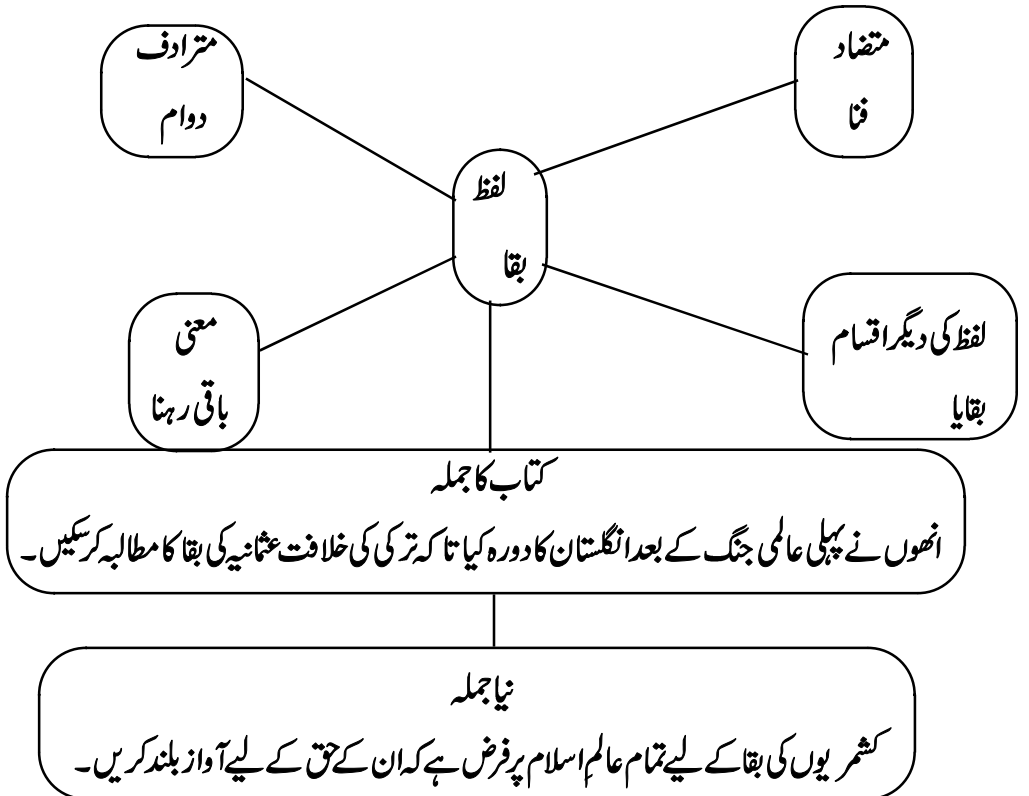 متضاد
فنا
مترادف
دوام
لفظ
بقا
لفظ کی دیگر اقسام
بقایا
معنی
باقی رہنا
کتاب کا جملہ
انھوں نے پہلی عالمی جنگ کے بعد انگلستان کا دورہ کیا تا کہ ترکی کی خلافت عثمانیہ کی بقا کا مطالبہ کر سکیں۔
نیا جملہ
کشمریوں کی بقا کے لیے تمام عالمِ اسلام پر فرض ہے کہ ان کے حق کے لیے آواز بلند کریں۔